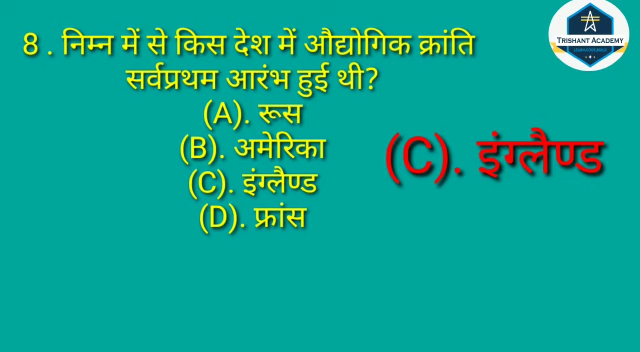 8 . निम्न में से किस देश में औद्योगिक क्रांति
सर्वप्रथम आरंभ हुई थी?
(A). रूस
(B). अमेरिका
(C). इंग्लैण्ड
(D). फ्रांस
(C). इंग्लैण्ड
TRISHANT ACADEMY